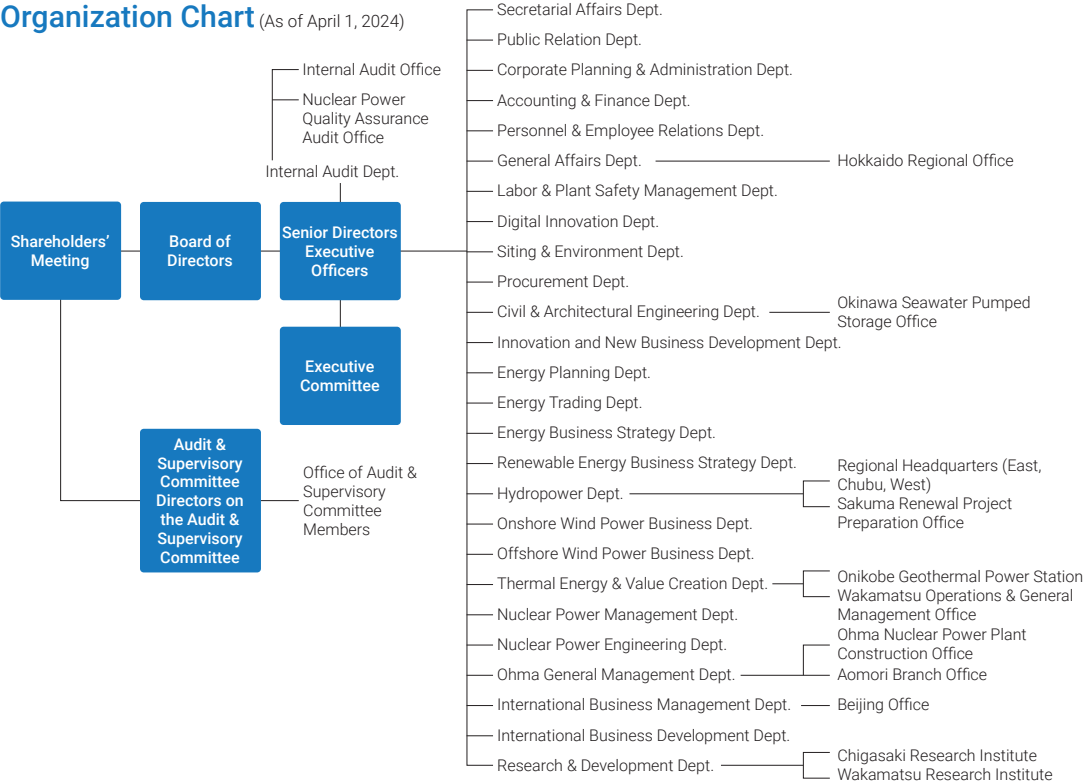 Organization Chart (As of April 1, 2024)
Internal Audit Office
Nuclear Power
Quality Assurance
Audit Office
Internal Audit Dept.
Shareholders'
Meeting
Board of
Directors
Senior Directors
Executive
Officers
Executive
Committee
Audit &
Supervisory
Committee
Directors on
the Audit &
Supervisory
Committee
Office of Audit &
Supervisory
Committee
Members
Secretarial Affairs Dept.
Public Relation Dept.
Corporate Planning & Administration Dept.
Accounting & Finance Dept.
Personnel & Employee Relations Dept.
General Affairs Dept.
Hokkaido Regional Office
Labor & Plant Safety Management Dept.
Digital Innovation Dept.
Siting & Environment Dept.
Procurement Dept.
Civil & Architectural Engineering Dept.
Okinawa Seawater Pumped
Storage Office
Innovation and New Business Development Dept.
Energy Planning Dept.
Energy Trading Dept.
Energy Business Strategy Dept.
Renewable Energy Business Strategy Dept.
Hydropower Dept.
Regional Headquarters (East,
Chubu, West)
Sakuma Renewal Project
Preparation Office
Onshore Wind Power Business Dept.
Offshore Wind Power Business Dept.
Thermal Energy & Value Creation Dept.
Onikobe Geothermal Power Station
Wakamatsu Operations & General
Management Office
Nuclear Power Management Dept.
Nuclear Power Engineering Dept.
Ohma General Management Dept.
Ohma Nuclear Power Plant
Construction Office
Aomori Branch Office
International Business Management Dept.
Beijing Office
International Business Development Dept.
Research & Development Dept.
Chigasaki Research Institute
Wakamatsu Research Institute